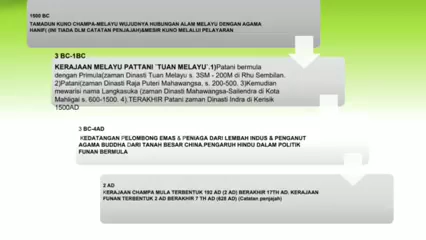 1500 BC
TAMADUN KUNO CHAMPA-MELAYU WUJUDNYA HUBUNGAN ALAM MELAYU DENGAN AGAMA
HANIF) (INI TIADA DLM CATATAN PENJAJAH)&MESIR KUNO MELALUI PELAYARAN
3 BC-1BC
KERAJAAN MELAYU PATTANI `TUAN MELAYU`.1)Patani bermula
dengan Primula(zaman Dinasti Tuan Melayu s. 3SM - 200M di Rhu Sembilan.
2)Patani(zaman Dinasti Raja Puteri Mahawangsa, s. 200-500. 3)Kemudian
mewarisi nama Langkasuka (zaman Mahawangsa-Sailendra di Kota
Mahligai s. 600-1500. 4).TERAKHIR Patani zaman Dinasti Indra di Kerisik
1500AD
3 BC-4AD
KEDATANGAN PELOMBONG EMAS & PENIAGA DARI LEMBAH INDUS & PENGANUT
AGAMA BUDDHA DARI TANAH BESAR CHINA.PENGARUH HINDU DALAM POLITIK
FUNAN BERMULA
2 AD
KERAJAAN CHAMPA MULA TERBENTUK 192 AD (2 AD) BERAKHIR 17TH AD. KERAJAAN
FUNAN TERBENTUK 2 AD BERAKHIR 7 TH AD (628 AD) (Catatan penjajah)